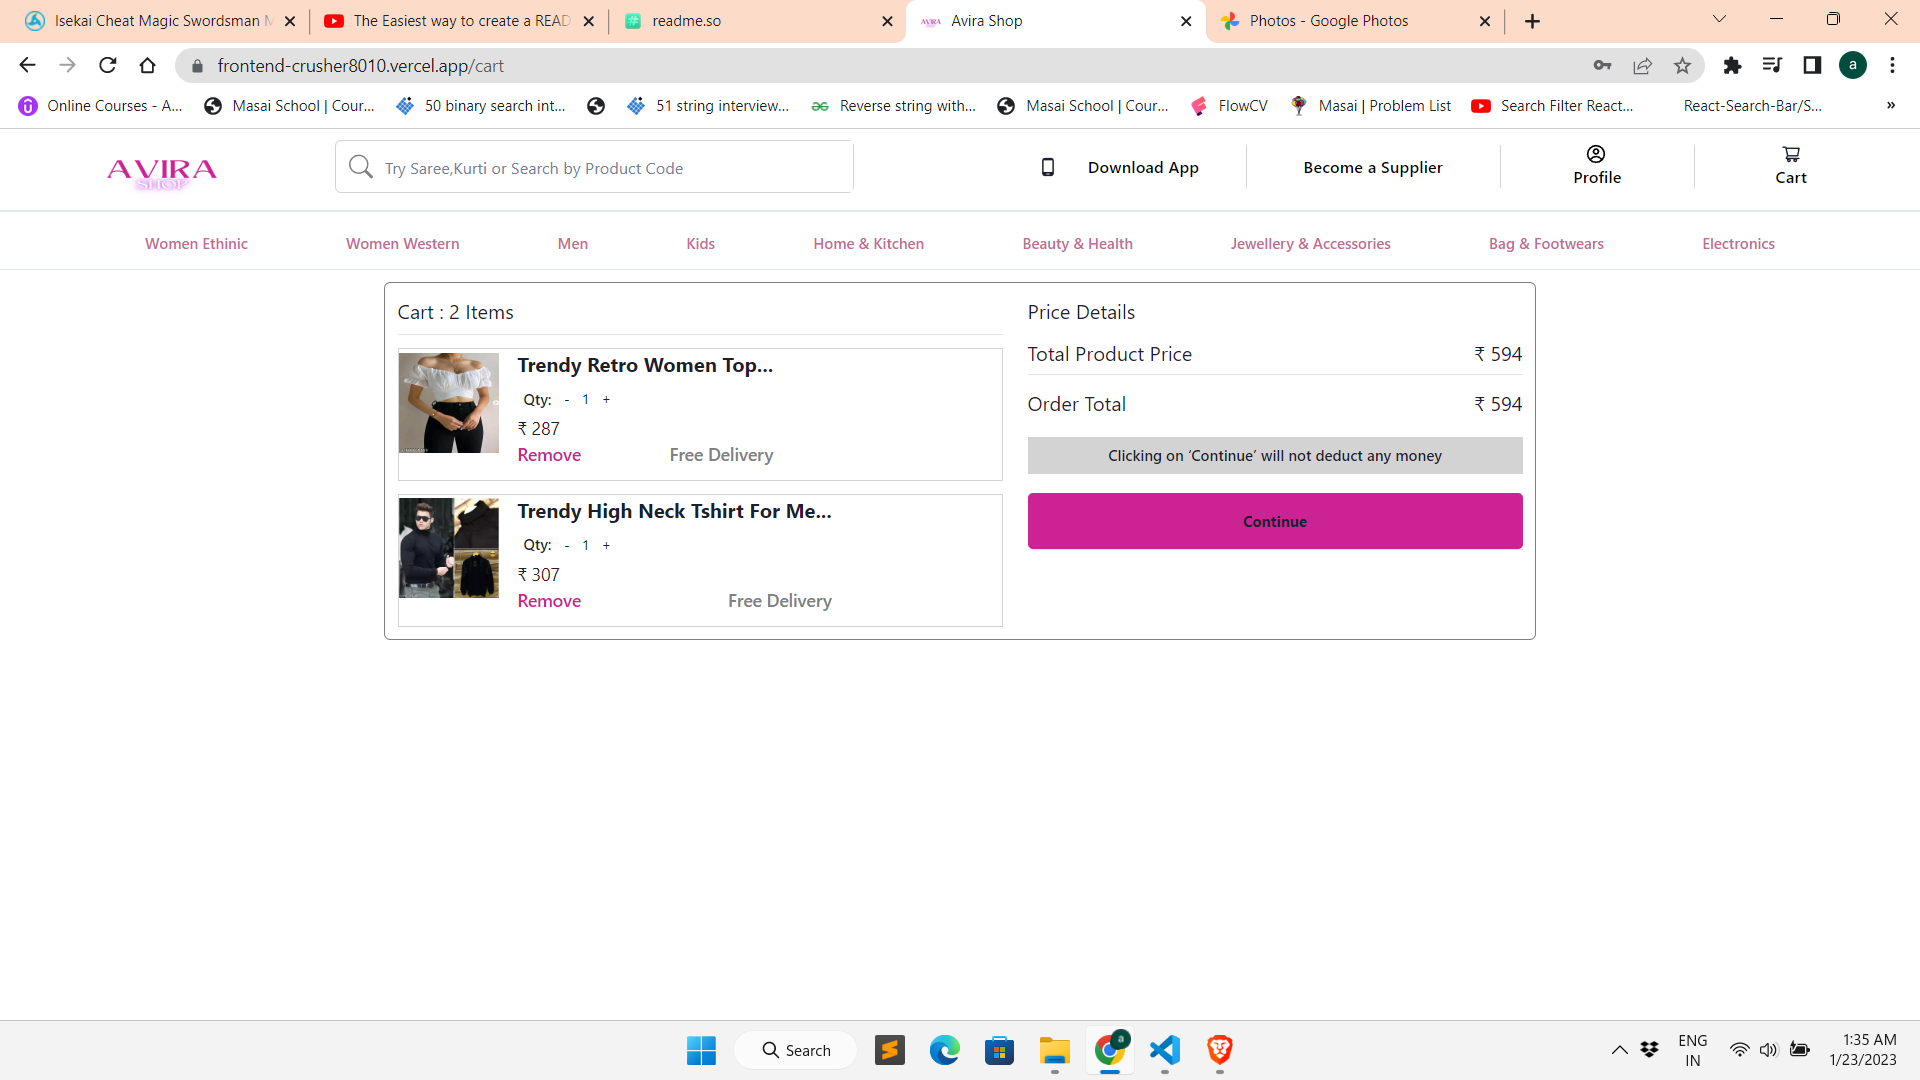 Isekai Cheat Magic Swordsman M
The Easiest way to create a READ
readme.so
Avira Shop
Photos - Google Photos
frontend-crusher8010.vercel.app/cart
a
Online Courses - A...
Masai School | Cour...
50 binary search int...
51 string interview...
Reverse string with...
Masai School | Cour...
FlowCV
Masai | Problem List
Search Filter React...
React-Search-Bar/S...
»
AVIRA
SHOP
Try Saree,Kurti or Search by Product Code
Download App
Become a Supplier
Profile
Cart
Women Ethinic
Women Western
Men
Kids
Home & Kitchen
Beauty & Health
Jewellery & Accessories
Bag & Footwears
Electronics
Cart : 2 Items
Trendy Retro Women Top...
Qty: - 1 +
₹ 287
Remove
Free Delivery
Trendy High Neck Tshirt For Me...
Qty: - 1 +
₹ 307
Remove
Free Delivery
Price Details
Total Product Price ₹ 594
Order Total ₹ 594
Clicking on ‘Continue’ will not deduct any money
Continue
Search
a
ENG
IN
1:35 AM
1/23/2023